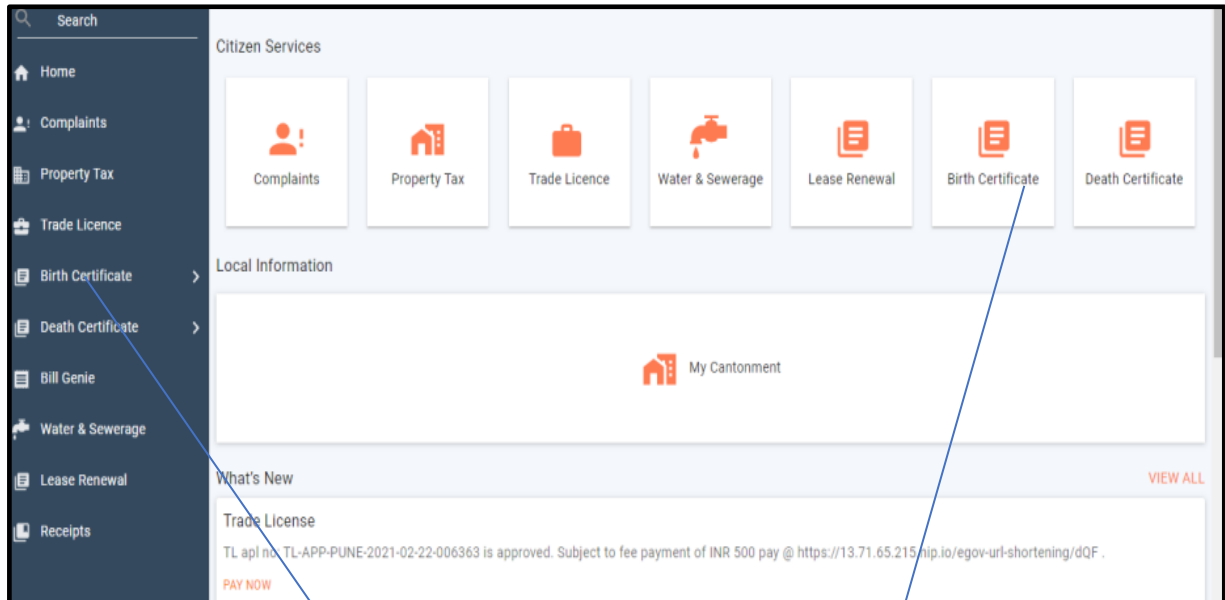 Search
Home
Complaints
Property Tax
Trade Licence
Birth Certificate
Death Certificate
Bill Genie
Water & Sewerage
Lease Renewal
Receipts
Citizen Services
Complaints
Property Tax
Trade Licence
Water & Sewerage
Lease Renewal
Birth Certificate
Death Certificate
Local Information
My Cantonment
What's New
VIEW ALL
Trade License
TL apl no. TL-APP-PUNE-2021-02-22-006363 is approved. Subject to fee payment of INR 500 pay @ https://13.71.65.215.nip.io/egov-url-shortening/dQF .
PAY NOW